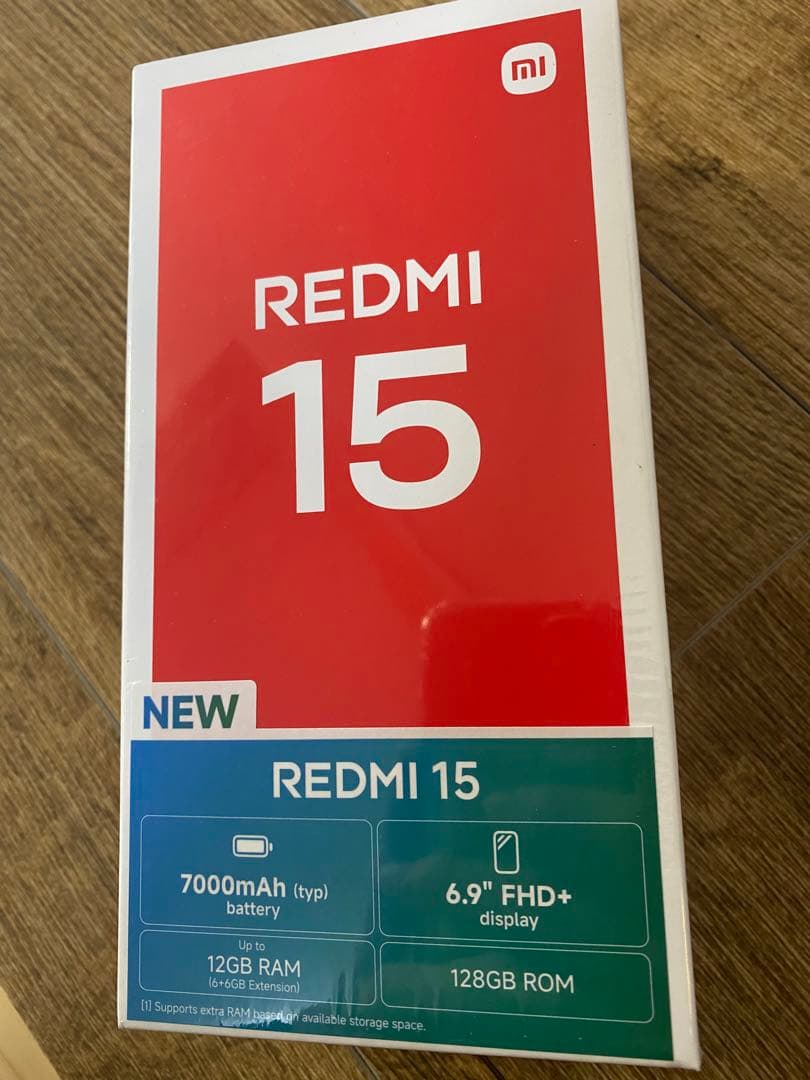 mi
REDMI
15
NEW
REDMI 15
7000mAh (typ)
battery
6.9" FHD+
display
Up to
12GB RAM
(6+6GB Extension)
128GB ROM
[1] Supports extra RAM based on available storage space.